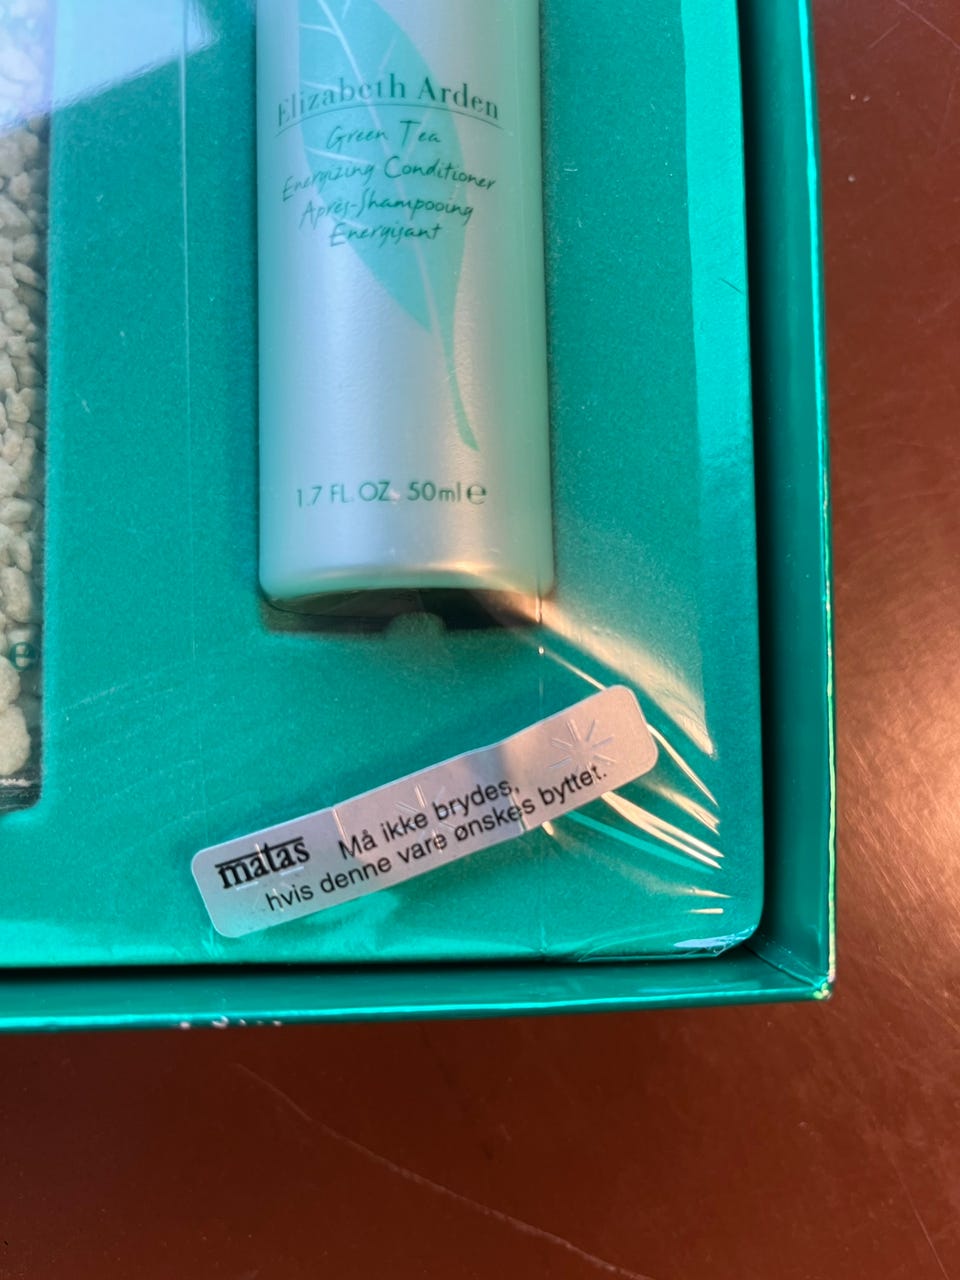 Elizabeth Arden
Green Tea
Energizing Conditioner
Après-Shampooing
Energisant
1.7 FL. OZ. 50ml e
e
matas Må ikke brydes,
hvis denne vare ønskes byttet.